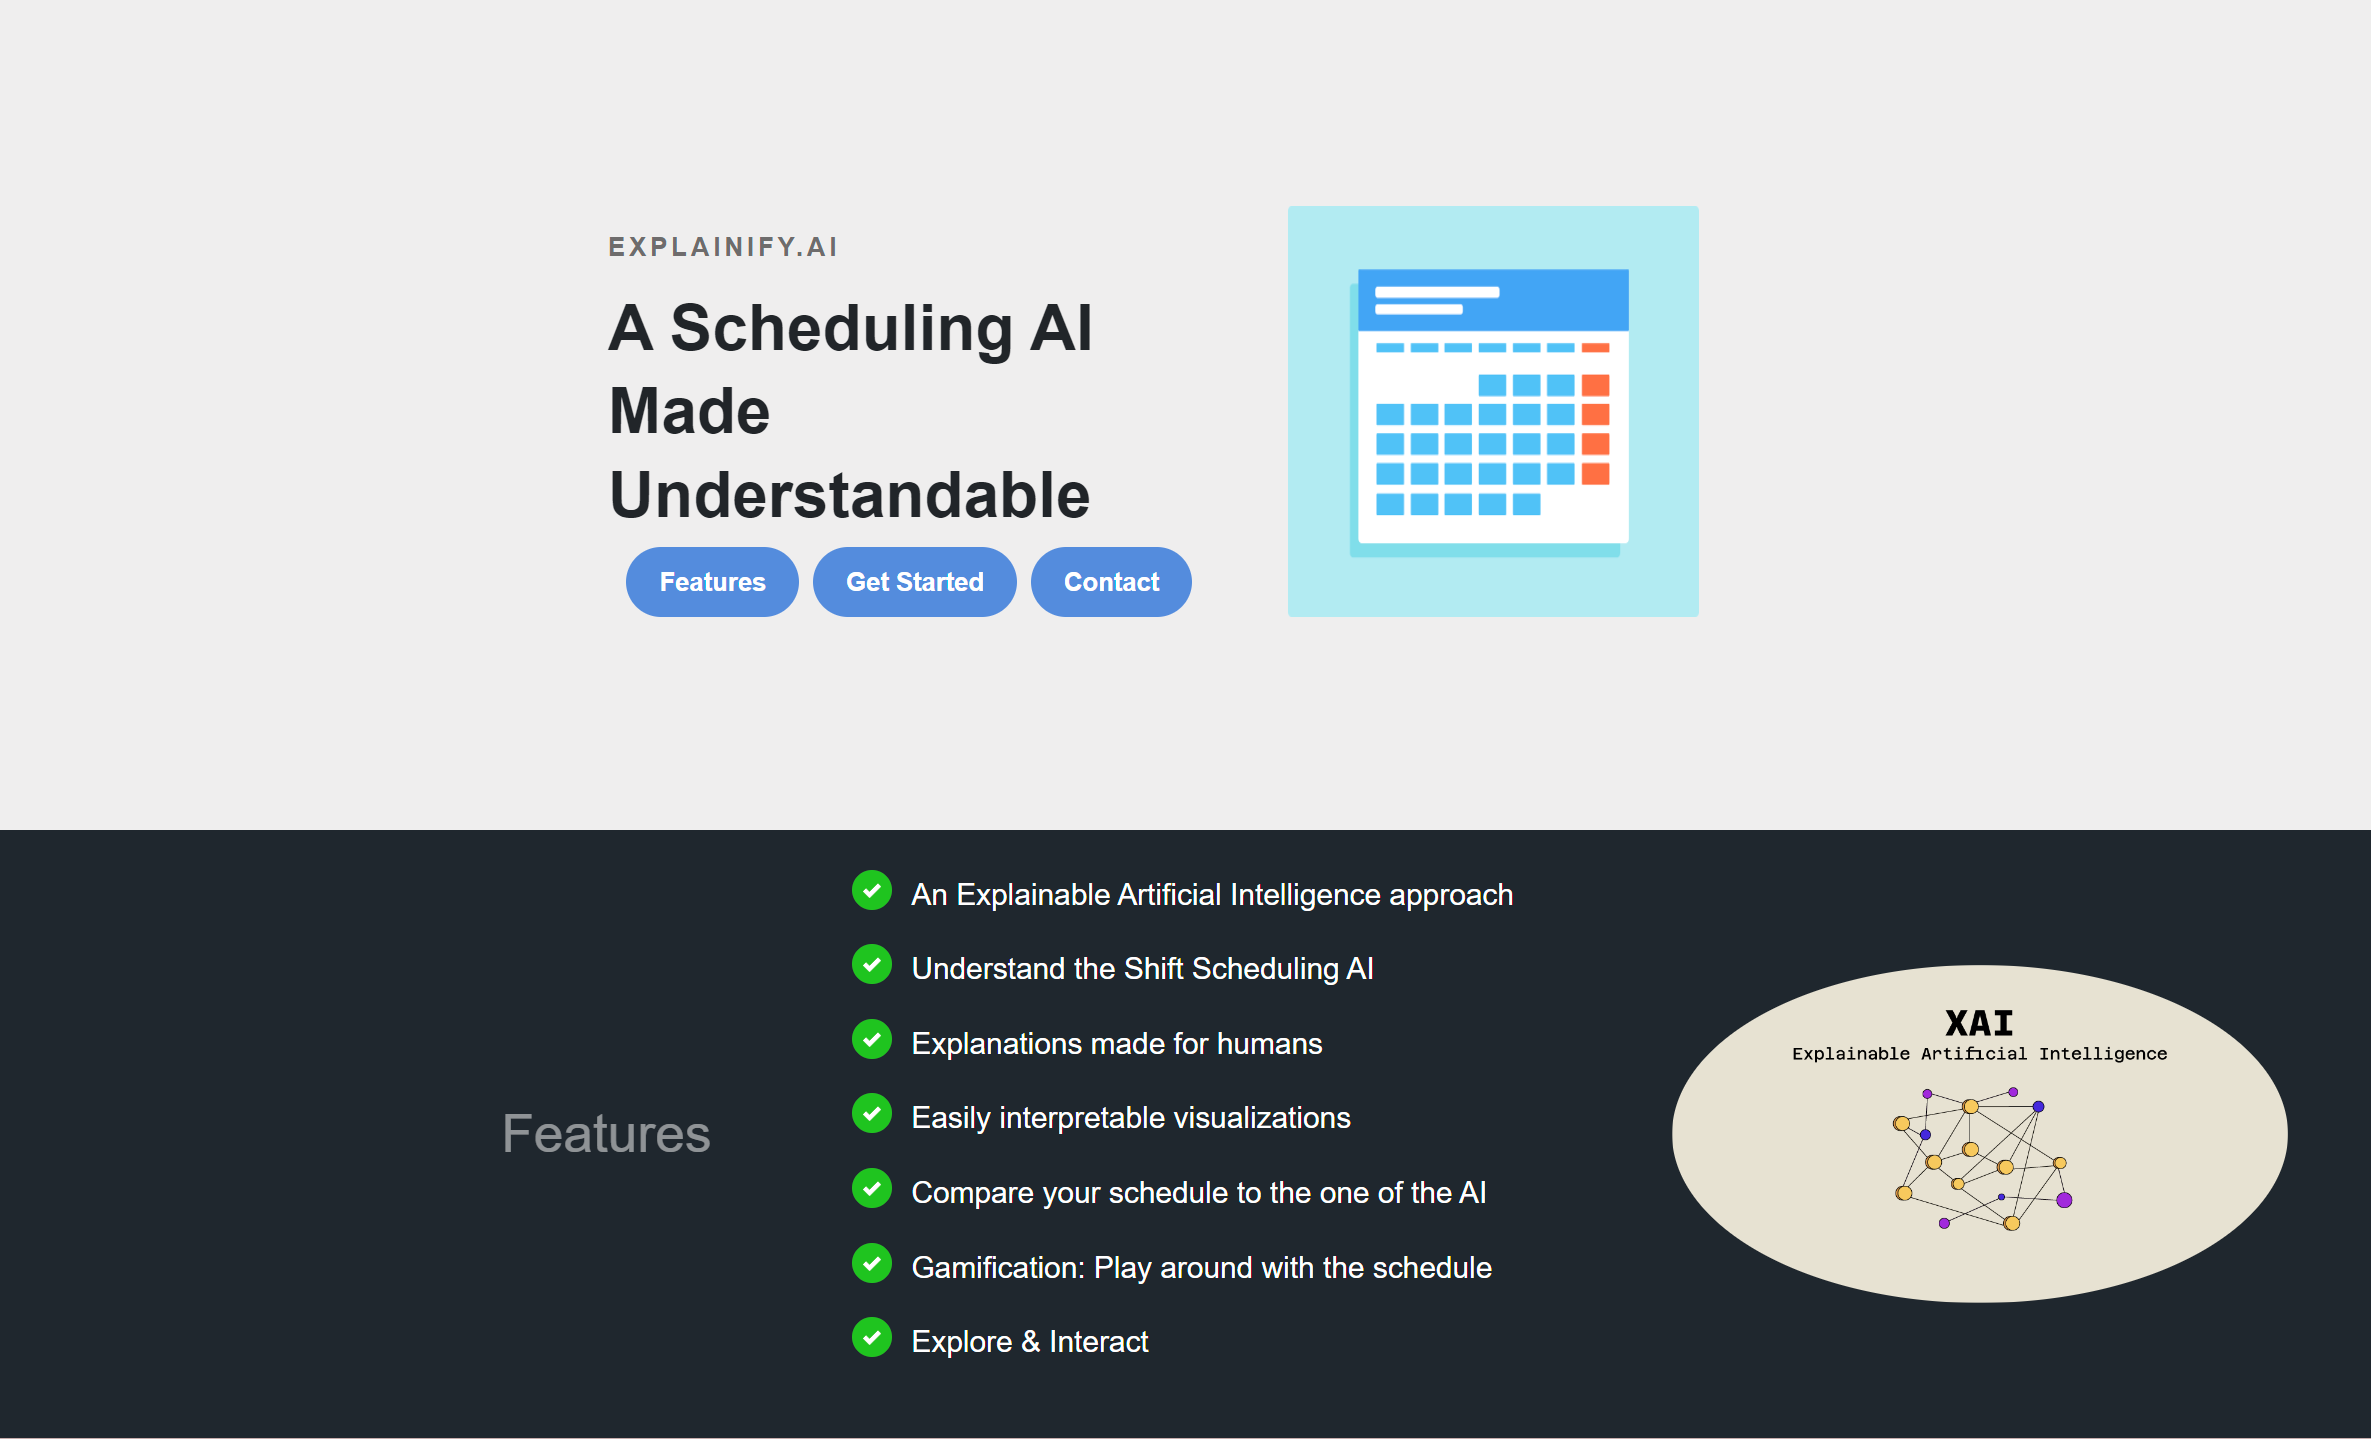 EXPLAINIFY.AI
A Scheduling AI
Made
Understandable
Features
Get Started
Contact
Features
An Explainable Artificial Intelligence approach
Understand the Shift Scheduling AI
Explanations made for humans
Easily interpretable visualizations
Compare your schedule to the one of the AI
Gamification: Play around with the schedule
Explore & Interact
XAI
Explainable Artificial Intelligence